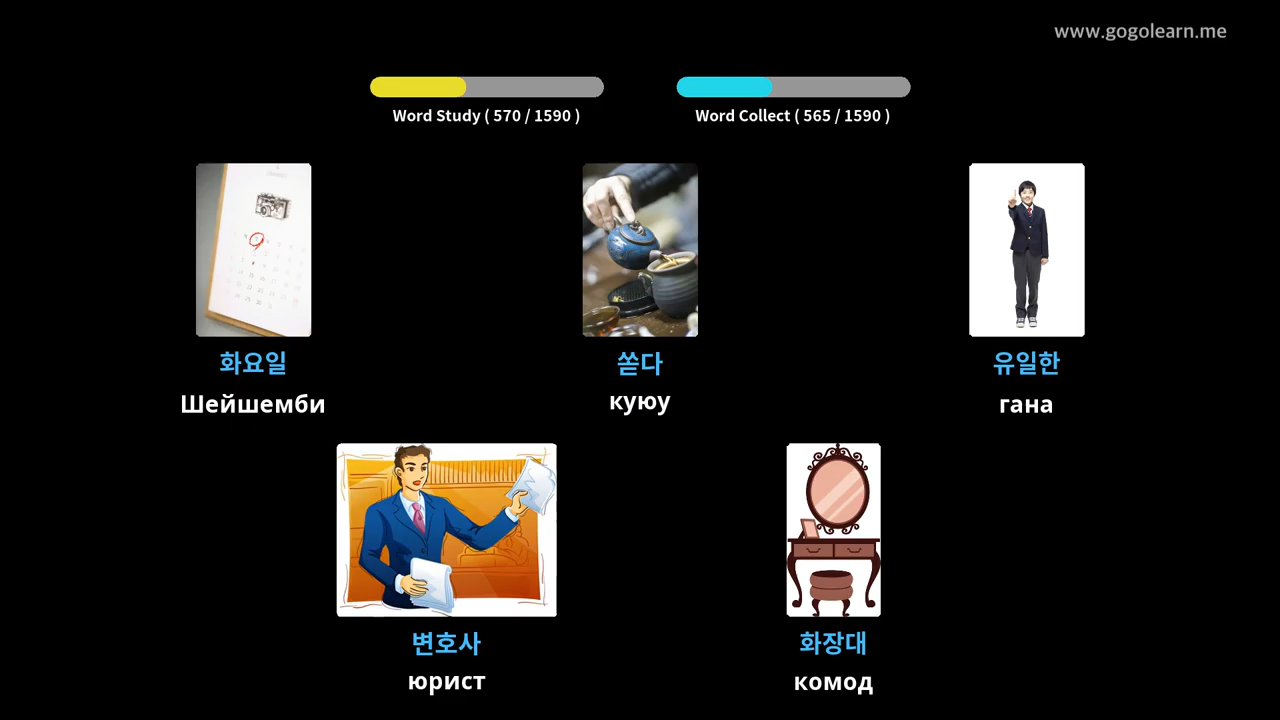 www.gogolearn.me
Word Study ( 570 / 1590 )
Word Collect ( 565 / 1590 )
화요일
Шейшемби
쏟다
куюу
유일한
гана
변호사
юрист
화장대
комод